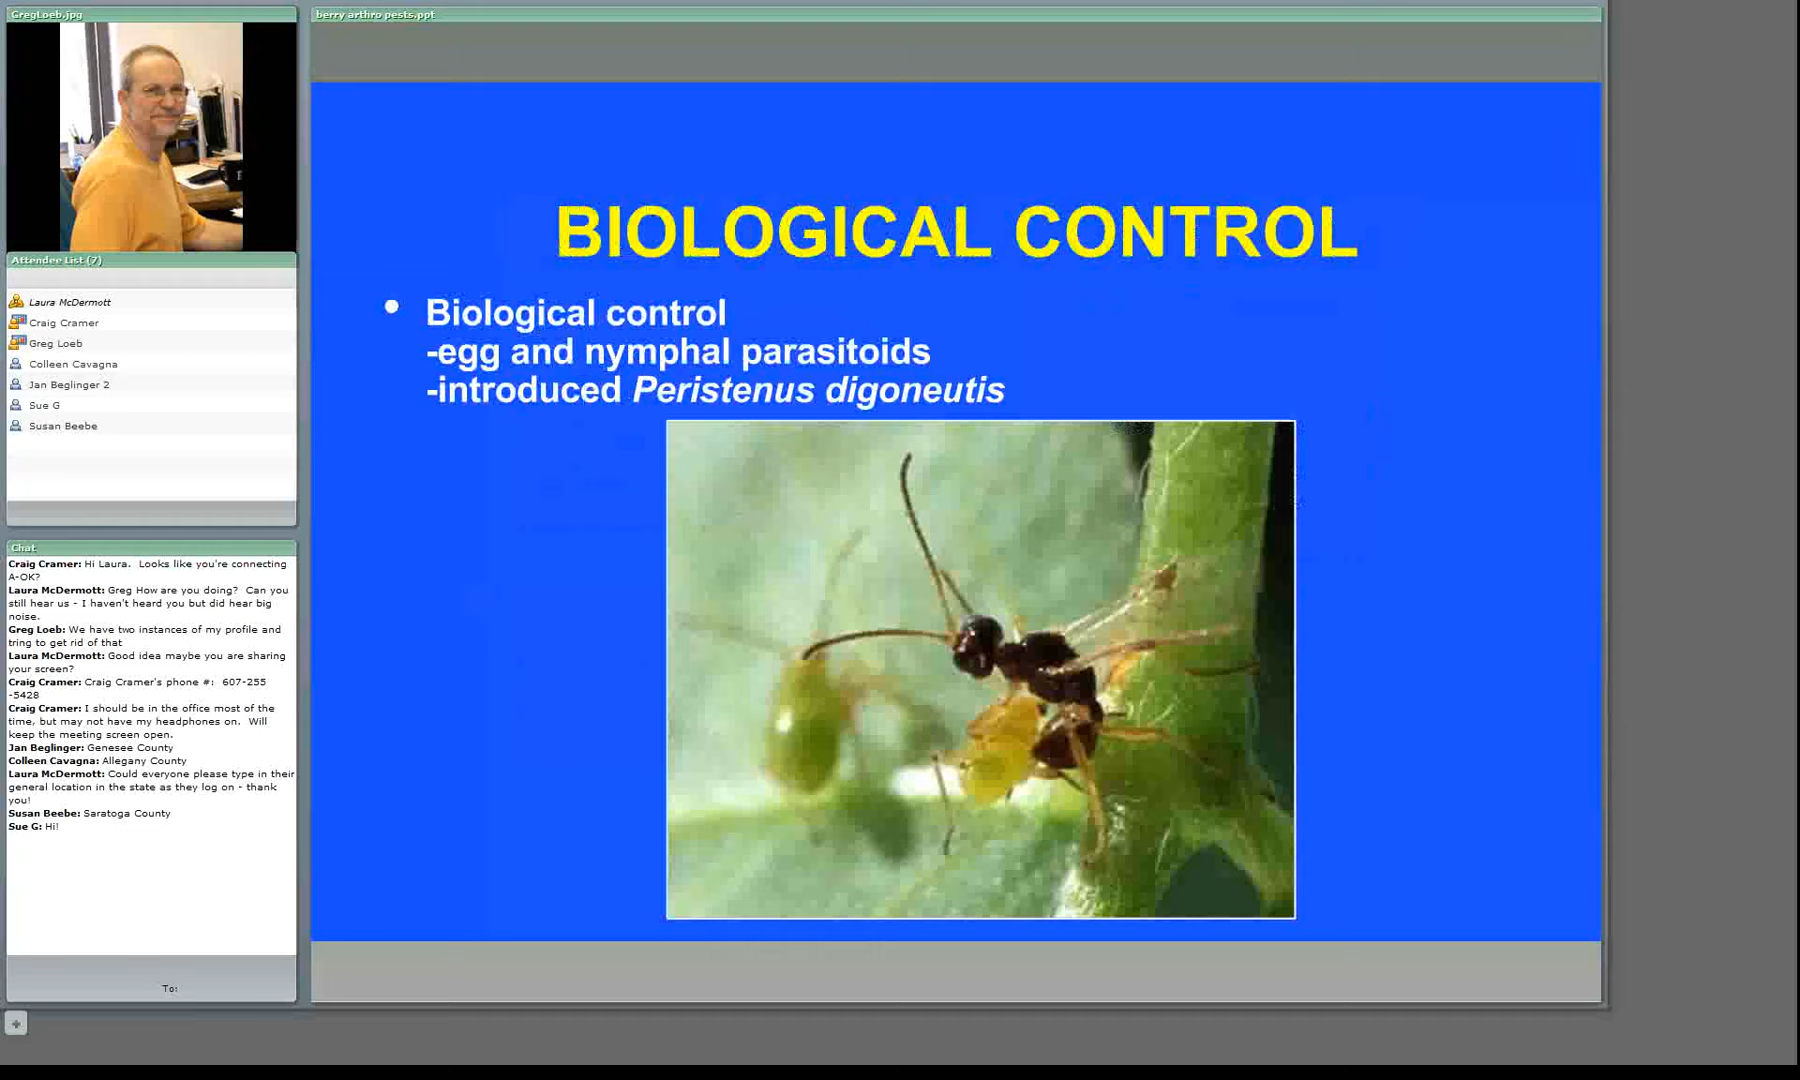 GregLoeb.jpg
Attendee List (7)
Laura McDermott
Craig Cramer
Greg Loeb
Colleen Cavagna
Jan Beglinger 2
Sue G
Susan Beebe
Chat
Craig Cramer: Hi Laura.  Looks like you're connecting
A-OK?
Laura McDermott: Greg How are you doing?  Can you
still hear us - I haven't heard you but did hear big
noise.
Greg Loeb: We have two instances of my profile and
tring to get rid of that
Laura McDermott: Good idea maybe you are sharing
your screen?
Craig Cramer: Craig Cramer's phone #:  607-255
-5428
Craig Cramer: I should be in the office most of the
time, but may not have my headphones on.  Will
keep the meeting screen open.
Jan Beglinger: Genesee County
Colleen Cavagna: Allegany County
Laura McDermott: Could everyone please type in their
general location in the state as they log on - thank
you!
Susan Beebe: Saratoga County
Sue G: Hi!
To:
berry arthro pests.ppt
BIOLOGICAL CONTROL
• Biological control
-egg and nymphal parasitoids
-introduced Peristenus digoneutis